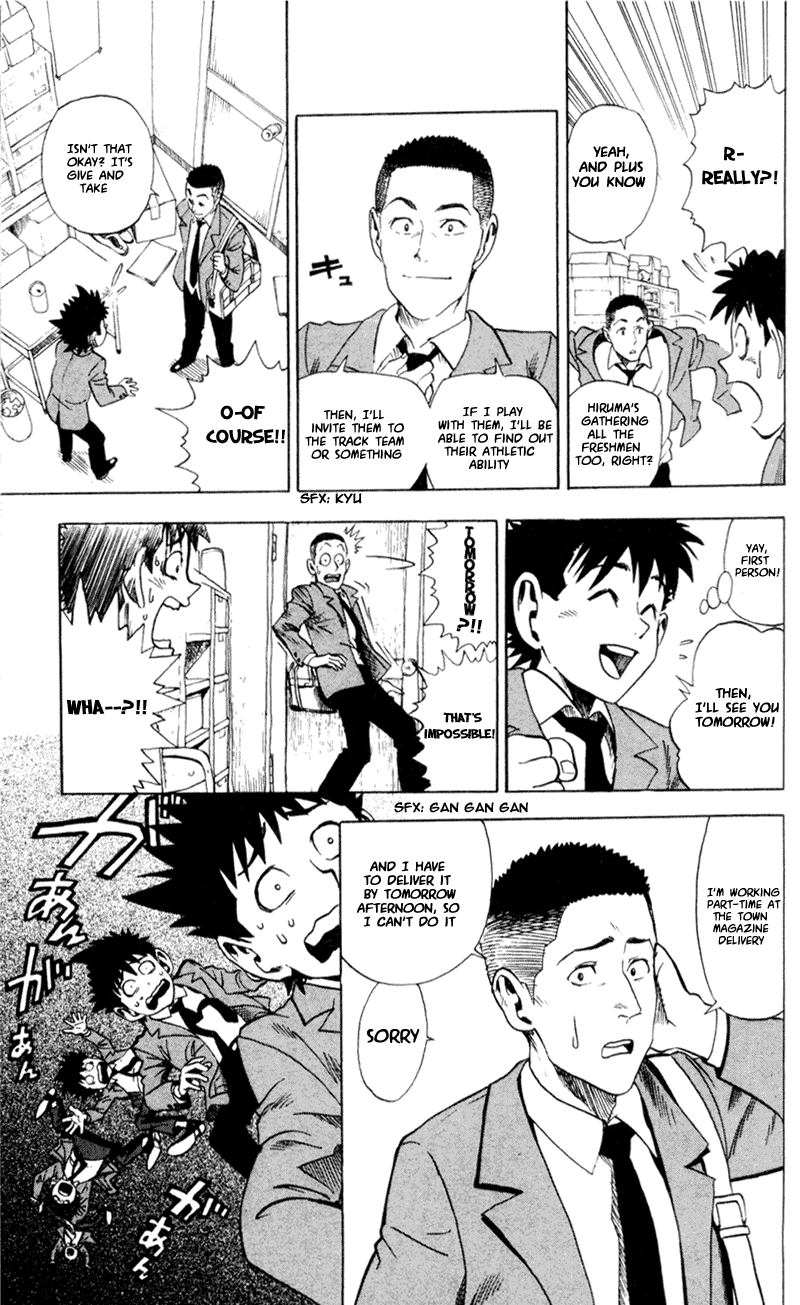 R-
REALLY?!
YEAH,
AND PLUS
YOU KNOW
HIRUMA'S
GATHERING
ALL THE
FRESHMEN
TOO, RIGHT?
キュ
IF I PLAY
WITH THEM, I'LL BE
ABLE TO FIND OUT
THEIR ATHLETIC
ABILITY
THEN, I'LL
INVITE THEM TO
THE TRACK TEAM
OR SOMETHING
SFX: KYU
ISN'T THAT
OKAY? IT'S
GIVE AND
TAKE
O-OF
COURSE!!
YAY,
FIRST
PERSON!
THEN,
I'LL SEE YOU
TOMORROW!
TOMORROW
?!!
THAT'S
IMPOSSIBLE!
WHA--?!!
SFX: GAN GAN GAN
I'M WORKING
PART-TIME AT
THE TOWN
MAGAZINE
DELIVERY
AND I HAVE
TO DELIVER IT
BY TOMORROW
AFTERNOON, SO
I CAN'T DO IT
SORRY
ガあん
ガあん
ガあん